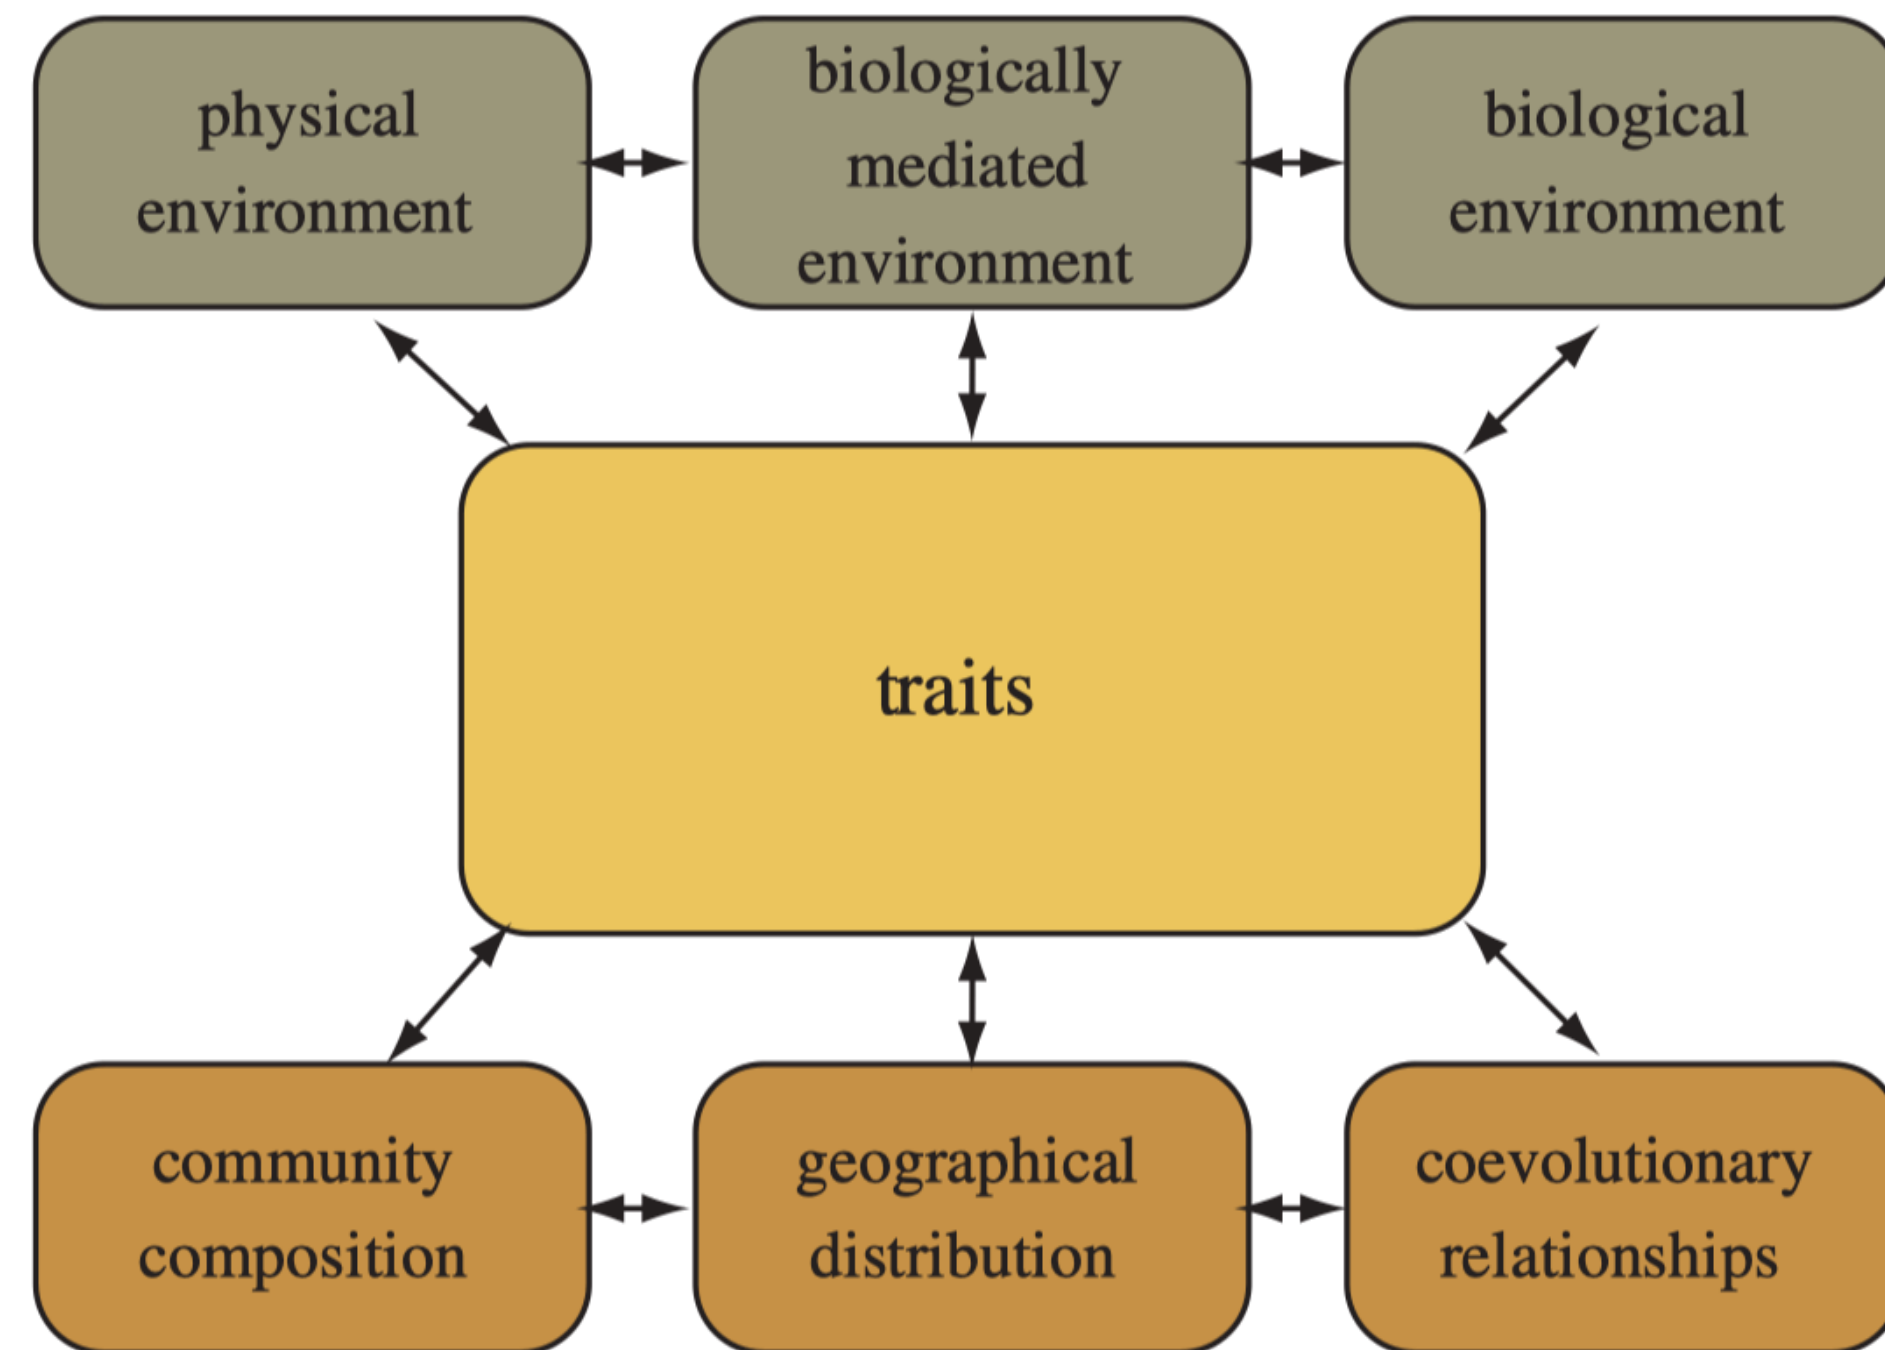 physical
environment
biologically
mediated
environment
biological
environment
traits
community
composition
geographical
distribution
coevolutionary
relationships